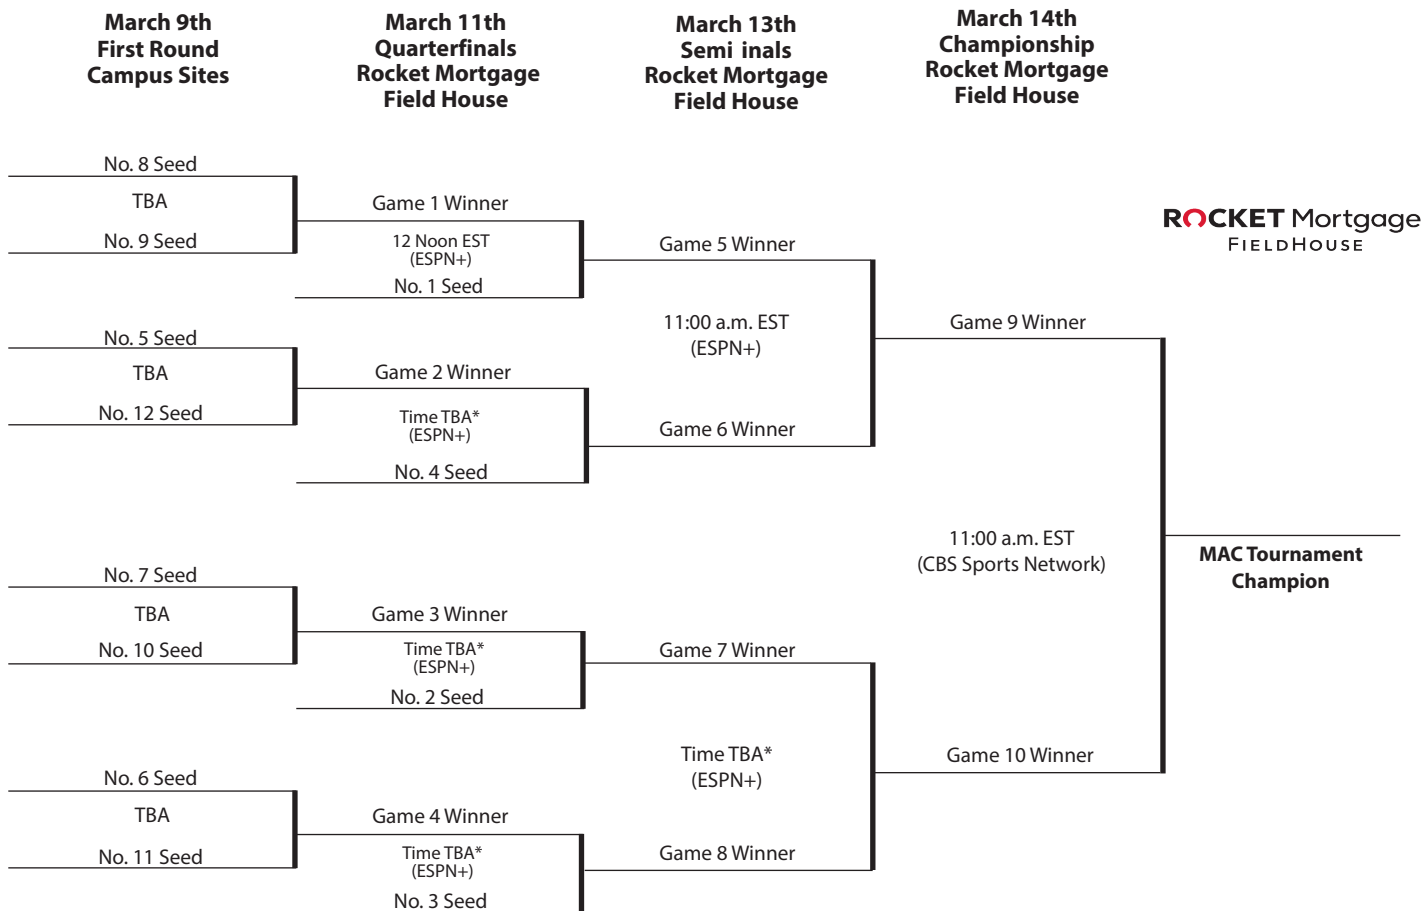 March 9th
First Round
Campus Sites
March 11th
Quarterfinals
Rocket Mortgage
Field House
March 13th
Semi inals
Rocket Mortgage
Field House
March 14th
Championship
Rocket Mortgage
Field House
No. 8 Seed
TBA
No. 9 Seed
No. 5 Seed
TBA
No. 12 Seed
No. 7 Seed
TBA
No. 10 Seed
No. 6 Seed
TBA
No. 11 Seed
Game 1 Winner
12 Noon EST
(ESPN+)
No. 1 Seed
Game 2 Winner
Time TBA*
(ESPN+)
No. 4 Seed
Game 3 Winner
Time TBA*
(ESPN+)
No. 2 Seed
Game 4 Winner
Time TBA*
(ESPN+)
No. 3 Seed
Game 5 Winner
11:00 a.m. EST
(ESPN+)
Game 6 Winner
Game 7 Winner
Time TBA*
(ESPN+)
Game 8 Winner
Game 9 Winner
11:00 a.m. EST
(CBS Sports Network)
Game 10 Winner
ROCKET Mortgage
FIELDHOUSE
MAC Tournament
Champion